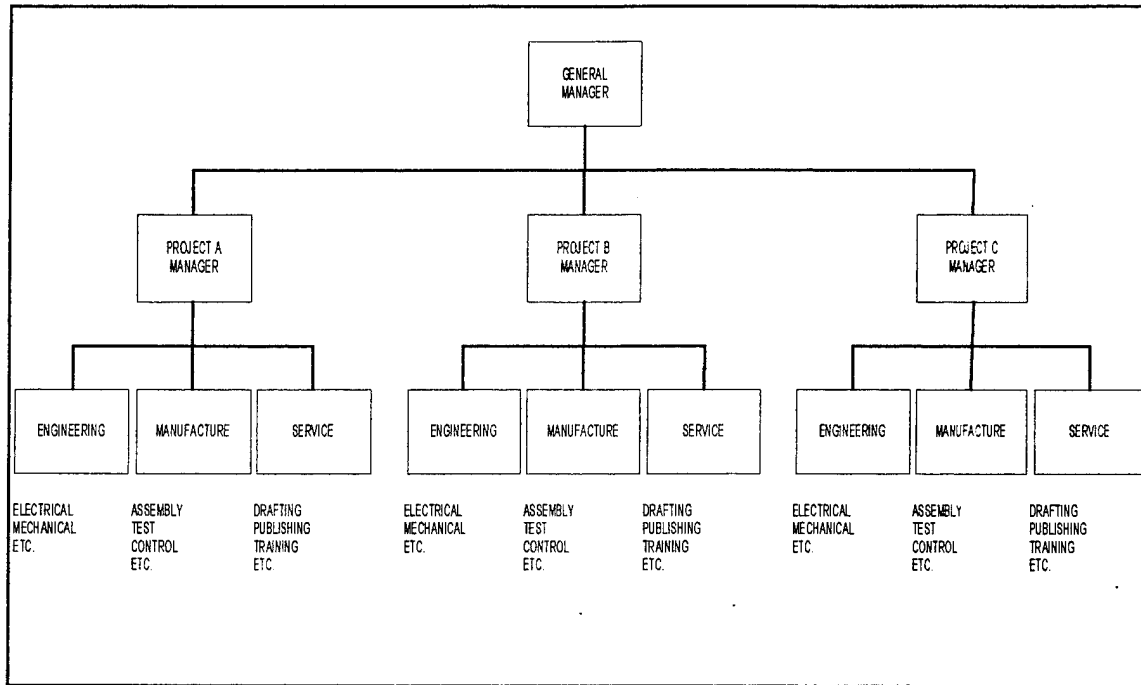 GENERAL
MANAGER
PROJECT A
MANAGER
PROJECT B
MANAGER
PROJECT C
MANAGER
ENGINEERING
MANUFACTURE
SERVICE
ENGINEERING
MANUFACTURE
SERVICE
ENGINEERING
MANUFACTURE
SERVICE
ELECTRICAL
MECHANICAL
ETC.
ASSEMBLY
TEST
CONTROL
ETC.
DRAFTING
PUBLISHING
TRAINING
ETC.
ELECTRICAL
MECHANICAL
ETC.
ASSEMBLY
TEST
CONTROL
ETC.
DRAFTING
PUBLISHING
TRAINING
ETC.
ELECTRICAL
MECHANICAL
ETC.
ASSEMBLY
TEST
CONTROL
ETC.
DRAFTING
PUBLISHING
TRAINING
ETC.